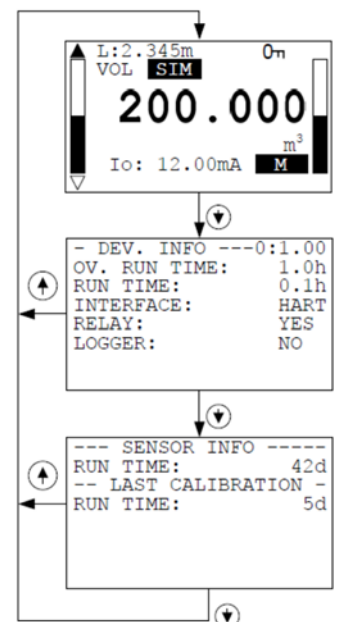 L:2.345m
VOL SIM
200.000
m³
Io: 12.00mA M
- DEV. INFO ---0:1.00
OV. RUN TIME: 1.0h
RUN TIME: 0.1h
INTERFACE: HART
RELAY: YES
LOGGER: NO
--- SENSOR INFO -----
RUN TIME: 42d
-- LAST CALIBRATION -
RUN TIME: 5d